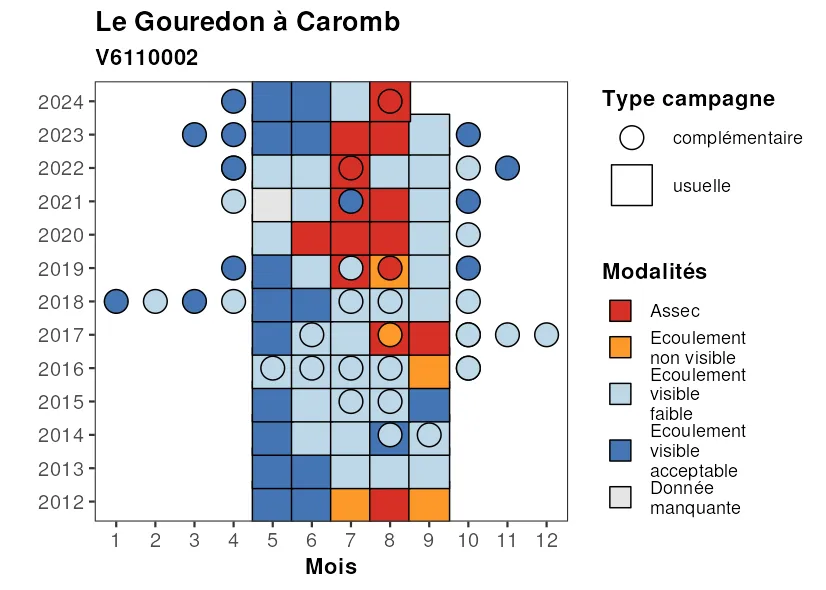 Le Gouredon à Caromb
V6110002
2024
2023
2022
2021
2020
2019
2018
2017
2016
2015
2014
2013
2012
1 2 3 4 5 6 7 8 9 10 11 12
Mois
Type campagne
complémentaire
usuelle
Modalités
Assec
Ecoulement
non visible
Ecoulement
visible
faible
Ecoulement
visible
acceptable
Donnée
manquante